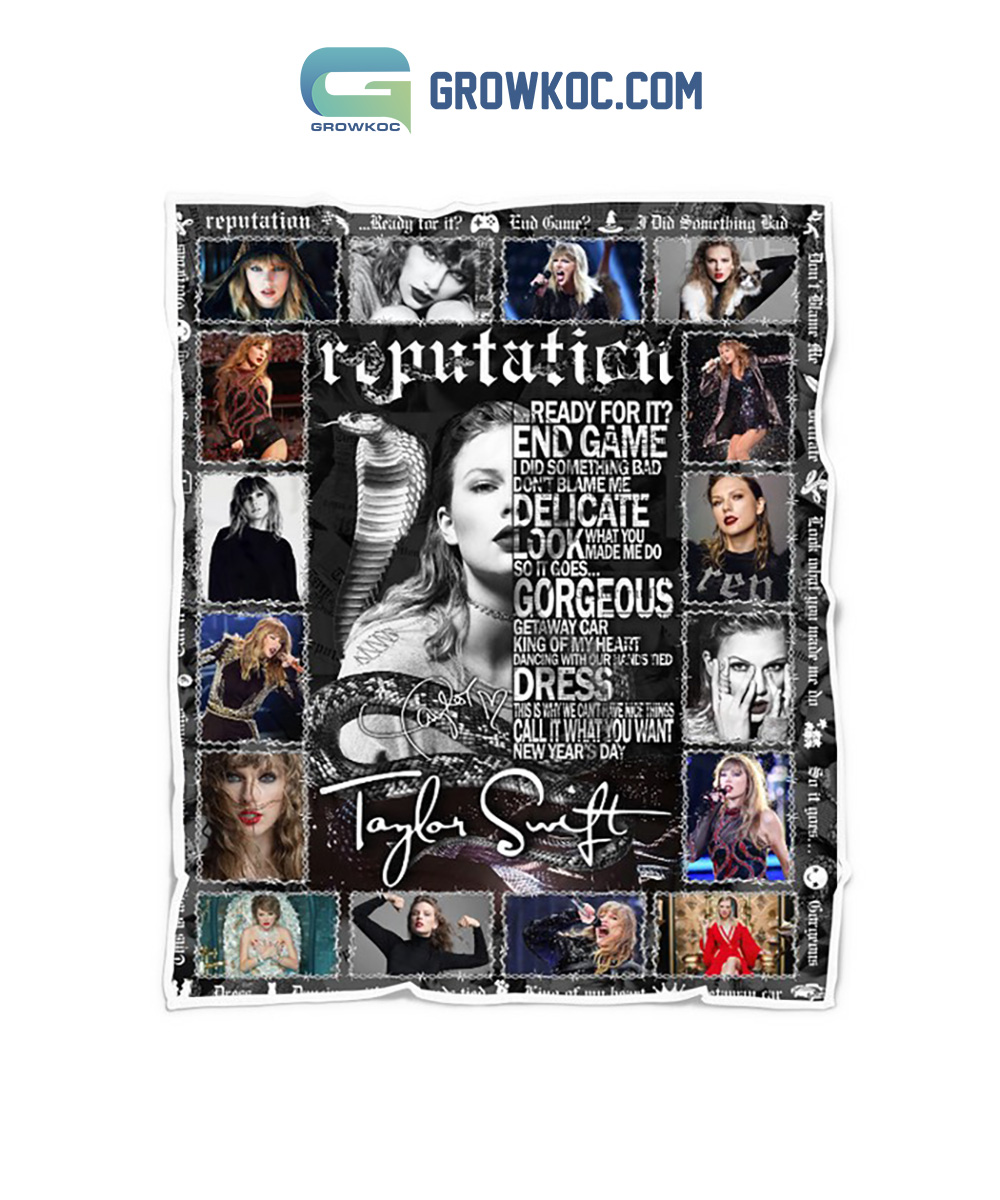 GROWKOC.COM
GROWKOC
reputation
...Ready for it?
End Game?
I Did Something Bad
Don't Blame Me
reputation
...READY FOR IT?
END GAME
I DID SOMETHING BAD
DON'T BLAME ME
DELICATE
LOOK WHAT YOU MADE ME DO
SO IT GOES...
GORGEOUS
GETAWAY CAR
KING OF MY HEART
DANCING WITH OUR HANDS TIED
DRESS
THIS IS WHY WE CAN'T HAVE NICE THINGS
CALL IT WHAT YOU WANT
NEW YEAR'S DAY
Taylor Swift
rep
Look what you made me do
So it goes...
Gorgeous
King of my heart